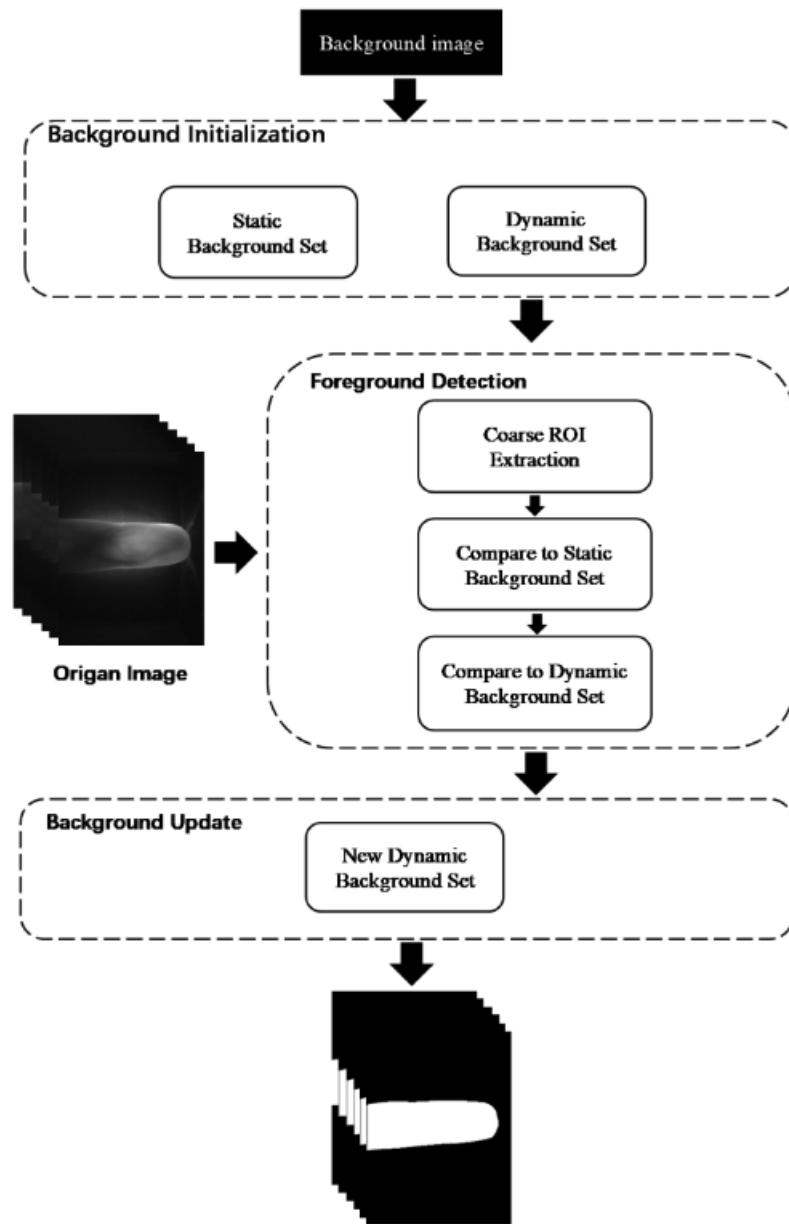 Background image
Background Initialization
Static
Background Set
Dynamic
Background Set
Foreground Detection
Coarse ROI
Extraction
Compare to Static
Background Set
Compare to Dynamic
Background Set
Origan Image
Background Update
New Dynamic
Background Set